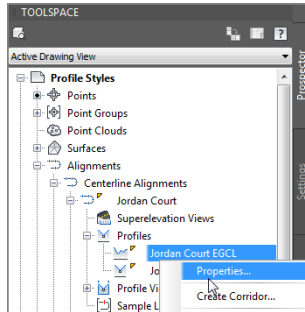 TOOLSPACE
Active Drawing View
Prospector
Settings
Profile Styles
Points
Point Groups
Point Clouds
Surfaces
Alignments
Centerline Alignments
Jordan Court
Superelevation Views
Profiles
Jordan Court EGCL
Jo
Properties...
Profile Vi
Create Corridor...
Sample L